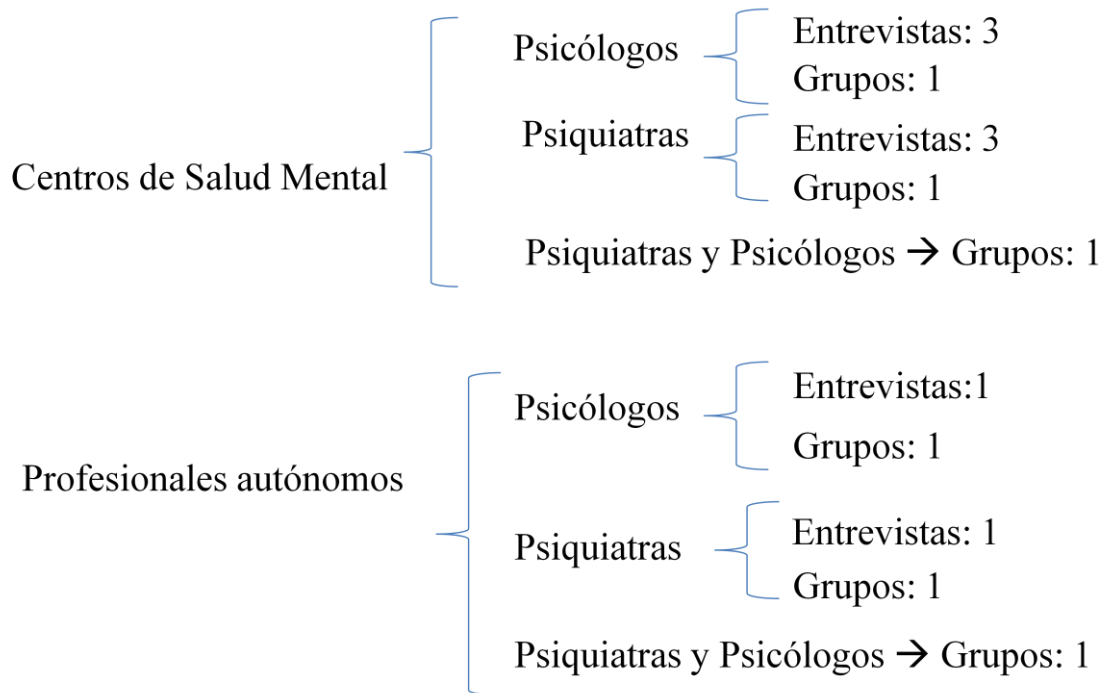 Centros de Salud Mental
Psicólogos
Entrevistas: 3
Grupos: 1
Psiquiatras
Entrevistas: 3
Grupos: 1
Psiquiatras y Psicólogos → Grupos: 1
Profesionales autónomos
Psicólogos
Entrevistas:1
Grupos: 1
Psiquiatras
Entrevistas: 1
Grupos: 1
Psiquiatras y Psicólogos → Grupos: 1